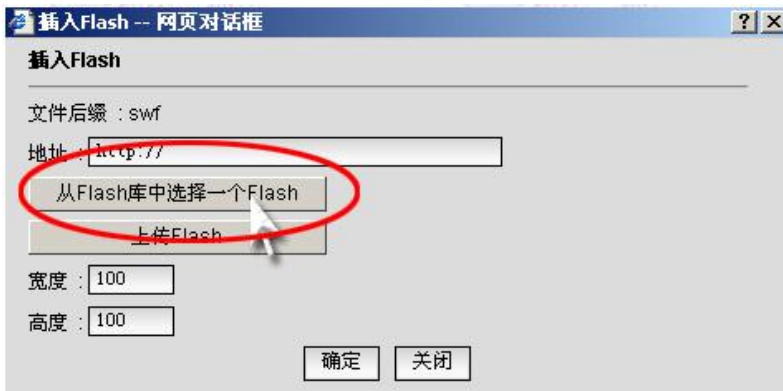 插入Flash -- 网页对话框
插入Flash
文件后缀 : swf
地址 : http://
从Flash库中选择一个Flash
上传Flash
宽度 : 100
高度 : 100
确定 关闭